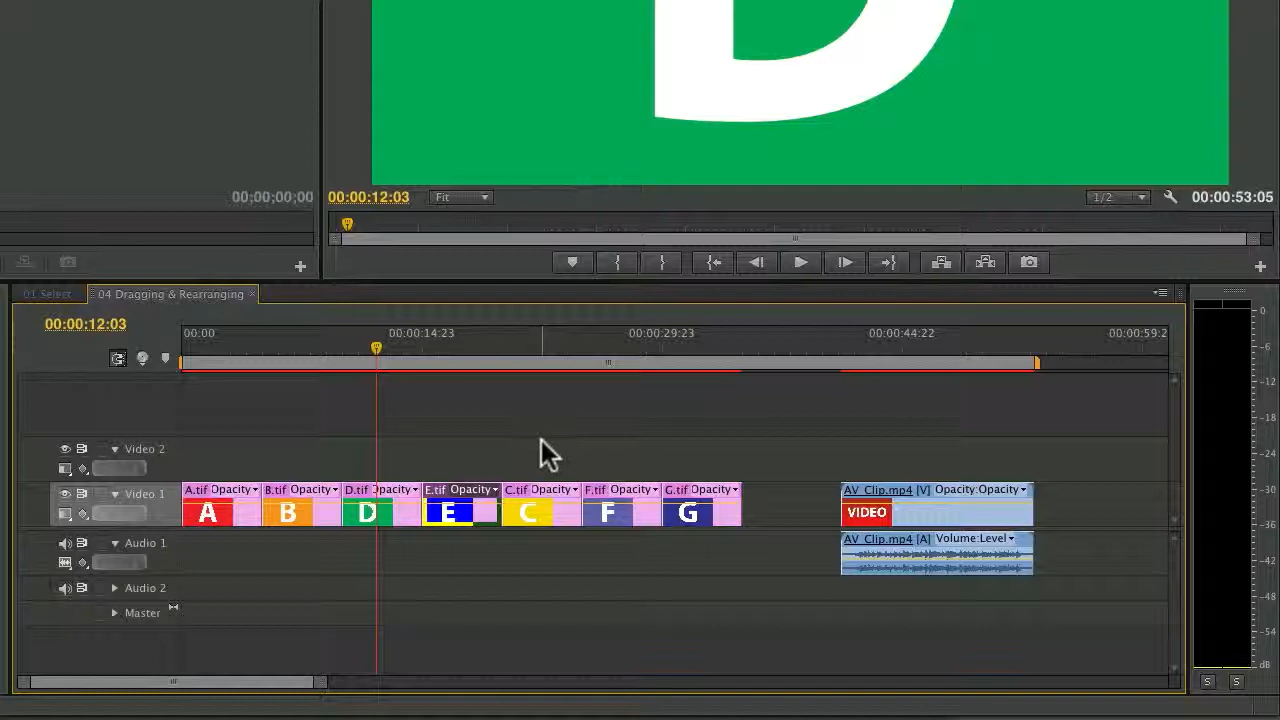 D
00;00;00;00
00:00:12:03
Fit
1/2
00:00:53:05
01 Select
04 Dragging & Rearranging
00:00:12:03
00:00
00:00:14:23
00:00:29:23
00:00:44:22
00:00:59:2
0
-6
-12
-18
-24
-30
-36
-42
-48
-54
dB
S S
Video 2
Video 1
A.tif Opacity
B.tif Opacity
D.tif Opacity
E.tif Opacity
C.tif Opacity
F.tif Opacity
G.tif Opacity
AV_Clip.mp4 [V] Opacity:Opacity
A
B
D
E
C
F
G
VIDEO
Audio 1
AV_Clip.mp4 [A] Volume:Level
Audio 2
Master